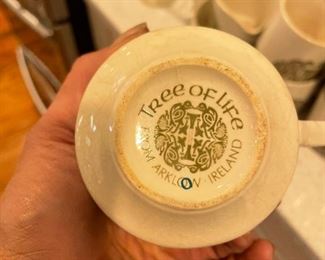 TREE OF LIFE
FROM ARKLOW IRELAND